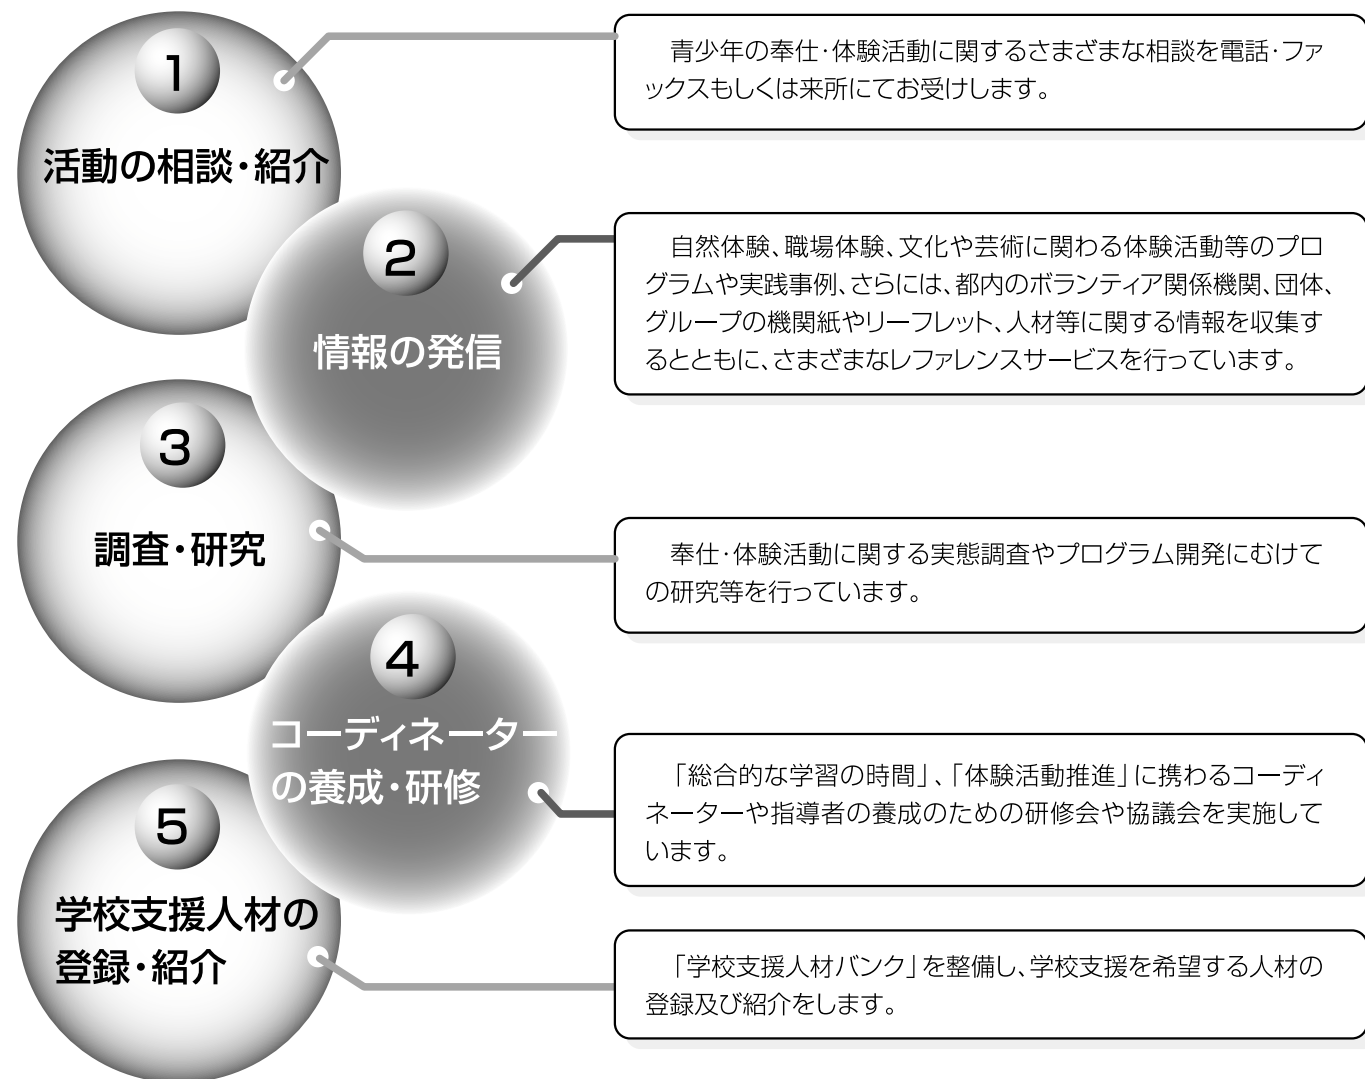 1
活動の相談・紹介
青少年の奉仕・体験活動に関するさまざまな相談を電話・ファ
ックスもしくは来所にてお受けします。
2
情報の発信
自然体験、職場体験、文化や芸術に関わる体験活動等のプロ
グラムや実践事例、さらには、都内のボランティア関係機関、団体、
グループの機関紙やリーフレット、人材等に関する情報を収集す
るとともに、さまざまなレファレンスサービスを行っています。
3
調査・研究
奉仕・体験活動に関する実態調査やプログラム開発にむけて
の研究等を行っています。
4
コーディネーター
の養成・研修
「総合的な学習の時間」、「体験活動推進」に携わるコーディ
ネーターや指導者の養成のための研修会や協議会を実施して
います。
5
学校支援人材の
登録・紹介
「学校支援人材バンク」を整備し、学校支援を希望する人材の
登録及び紹介をします。